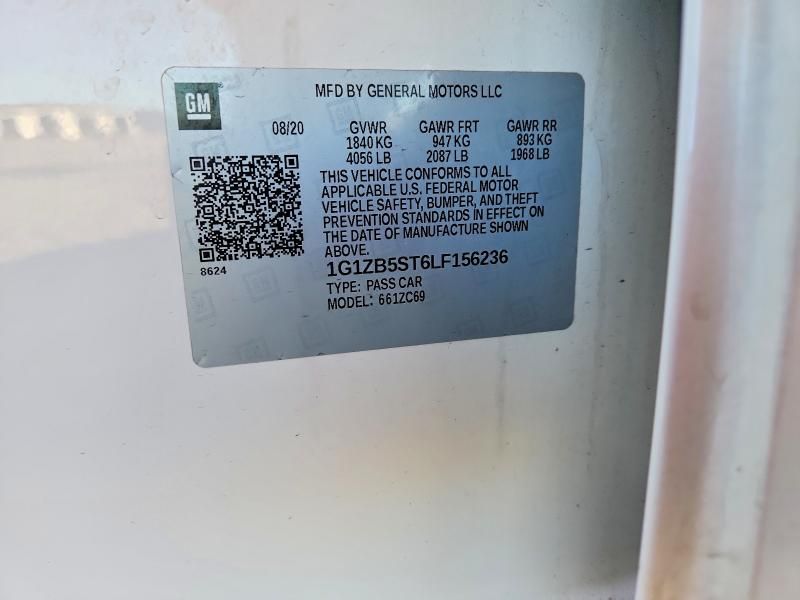 GM
MFD BY GENERAL MOTORS LLC
08/20 GVWR GAWR FRT GAWR RR
1840 KG 947 KG 893 KG
4056 LB 2087 LB 1968 LB
THIS VEHICLE CONFORMS TO ALL
APPLICABLE U.S. FEDERAL MOTOR
VEHICLE SAFETY, BUMPER, AND THEFT
PREVENTION STANDARDS IN EFFECT ON
THE DATE OF MANUFACTURE SHOWN
ABOVE.
8624
1G1ZB5ST6LF156236
TYPE: PASS CAR
MODEL: 661ZC69